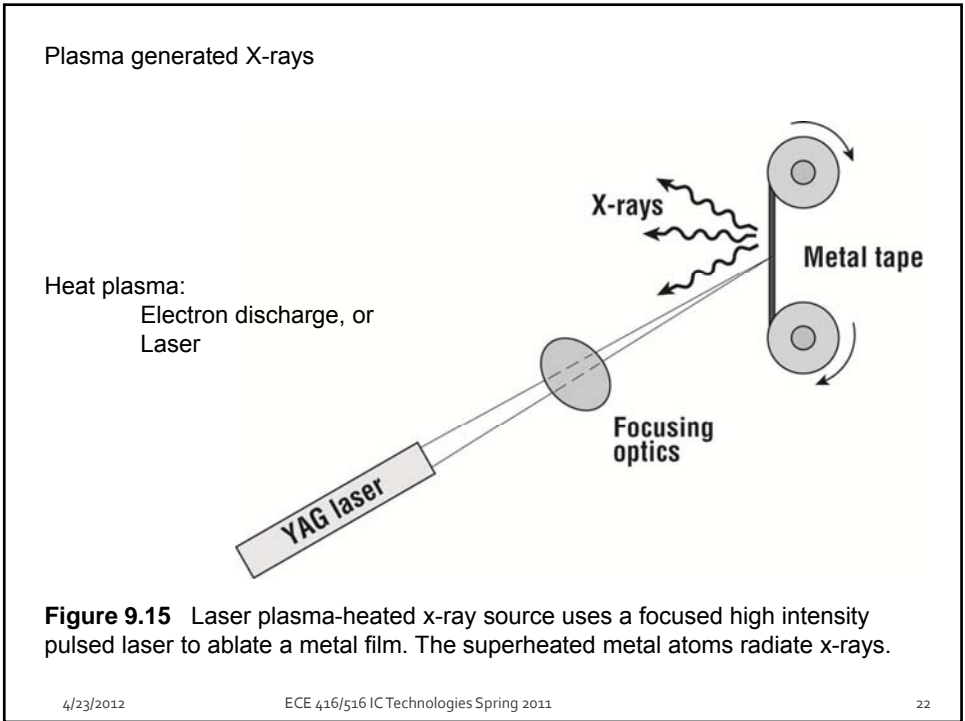 Plasma generated X-rays
X-rays
Metal tape
Heat plasma:
Electron discharge, or
Laser
Focusing
optics
YAG laser
Figure 9.15 Laser plasma-heated x-ray source uses a focused high intensity
pulsed laser to ablate a metal film. The superheated metal atoms radiate x-rays.
4/23/2012 ECE 416/516 IC Technologies Spring 2011 22